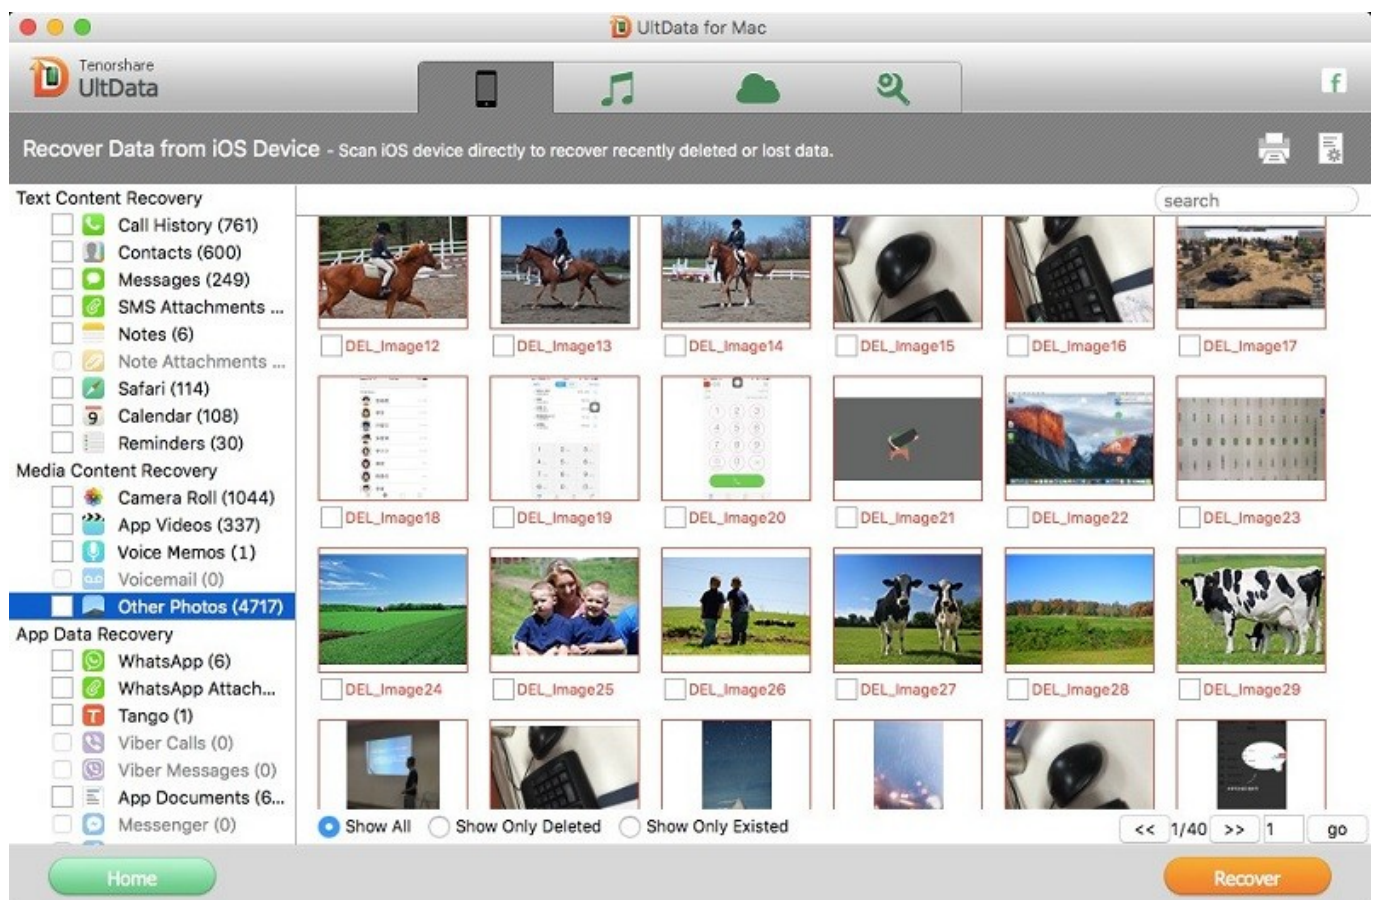 UltData for Mac
Tenorshare
UltData
f
Recover Data from iOS Device - Scan iOS device directly to recover recently deleted or lost data.
search
Text Content Recovery
Call History (761)
Contacts (600)
Messages (249)
SMS Attachments ...
Notes (6)
Note Attachments ...
Safari (114)
9 Calendar (108)
Reminders (30)
Media Content Recovery
Camera Roll (1044)
App Videos (337)
Voice Memos (1)
Voicemail (0)
Other Photos (4717)
App Data Recovery
WhatsApp (6)
WhatsApp Attach...
T Tango (1)
Viber Calls (0)
Viber Messages (0)
App Documents (6...
Messenger (0)
DEL_Image12 DEL_Image13 DEL_Image14 DEL_Image15 DEL_Image16 DEL_Image17
DEL_Image18 DEL_Image19 DEL_Image20 DEL_Image21 DEL_Image22 DEL_Image23
DEL_Image24 DEL_Image25 DEL_Image26 DEL_Image27 DEL_Image28 DEL_Image29
Show All Show Only Deleted Show Only Existed << 1/40 >> 1 go
Home Recover